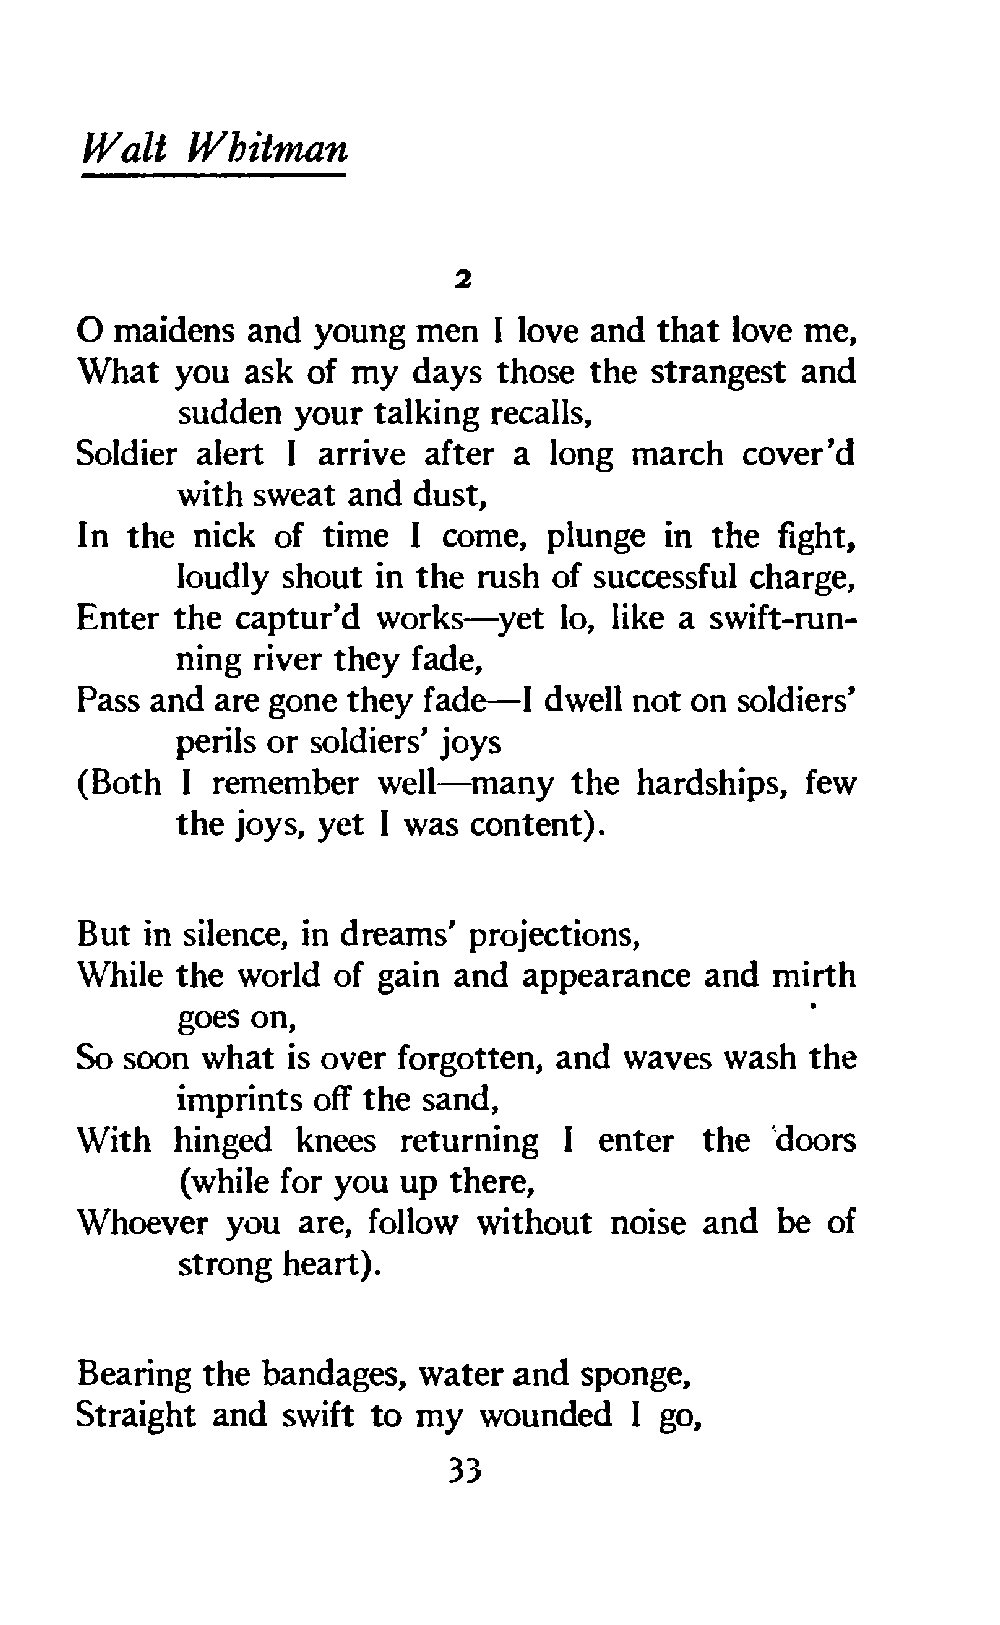 Walt Whitman
2
O maidens and young men I love and that love me,
What you ask of my days those the strangest and
sudden your talking recalls,
Soldier alert I arrive after a long march cover'd
with sweat and dust,
In the nick of time I come, plunge in the fight,
loudly shout in the rush of successful charge,
Enter the captur'd works—yet lo, like a swift-run-
ning river they fade,
Pass and are gone they fade—I dwell not on soldiers'
perils or soldiers' joys
(Both I remember well—many the hardships, few
the joys, yet I was content).
But in silence, in dreams' projections,
While the world of gain and appearance and mirth
goes on,
So soon what is over forgotten, and waves wash the
imprints off the sand,
With hinged knees returning I enter the doors
(while for you up there,
Whoever you are, follow without noise and be of
strong heart).
Bearing the bandages, water and sponge,
Straight and swift to my wounded I go,
33